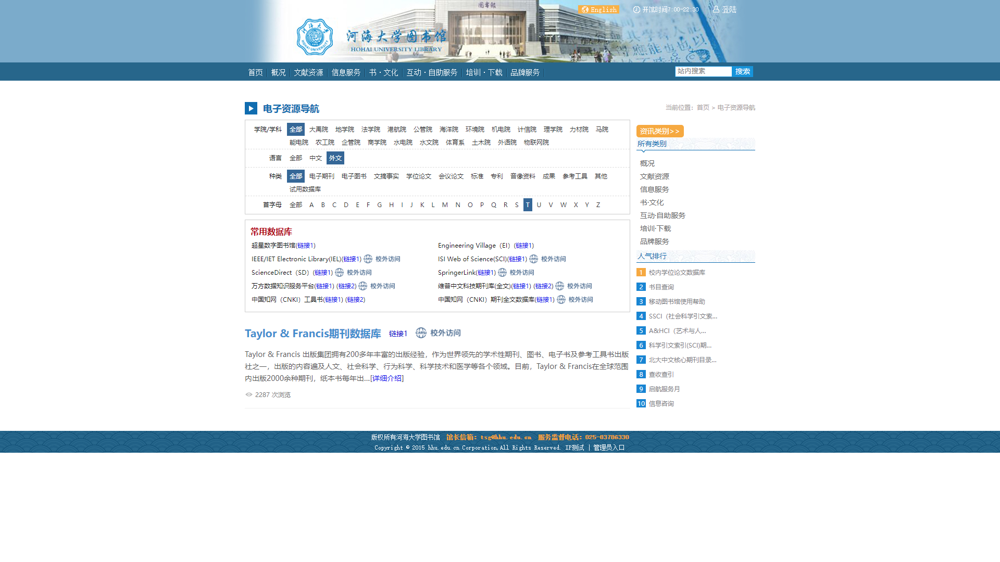 圖書館
English
开馆时间7:00-22:30
登陆
河海大学图书馆
HOHAI UNIVERSITY LIBRARY
首页 概况 文献资源 信息服务 书·文化 互动·自助服务 培训·下载 品牌服务
站内搜索 搜索
电子资源导航
当前位置：首页 > 电子资源导航
学院/学科 全部 大禹院 地学院 法学院 港航院 公管院 海洋院 环境院 机电院 计信院 理学院 力材院 马院
能电院 农工院 企管院 商学院 水电院 水文院 体育系 土木院 外语院 物联网院
语言 全部 中文 外文
种类 全部 电子期刊 电子图书 文摘事实 学位论文 会议论文 标准 专利 音像资料 成果 参考工具 其他
试用数据库
首字母 全部 A B C D E F G H I J K L M N O P Q R S T U V W X Y Z
常用数据库
超星数字图书馆(链接1)
Engineering Village（EI）(链接1)
IEEE/IET Electronic Library(IEL)(链接1) CARSI 校外访问
ISI Web of Science(SCI)(链接1) CARSI 校外访问
ScienceDirect（SD）(链接1) CARSI 校外访问
SpringerLink(链接1) CARSI 校外访问
万方数据知识服务平台(链接1) (链接2) CARSI 校外访问
维普中文科技期刊库(全文)(链接1) (链接2) CARSI 校外访问
中国知网（CNKI）工具书(链接1) (链接2)
中国知网（CNKI）期刊全文数据库(链接1) CARSI 校外访问
Taylor & Francis期刊数据库 链接1 CARSI 校外访问
Taylor & Francis 出版集团拥有200多年丰富的出版经验，作为世界领先的学术性期刊、图书、电子书及参考工具书出版
社之一，出版的内容遍及人文、社会科学、行为科学、科学技术和医学等各个领域。目前，Taylor & Francis在全球范围
内出版2000余种期刊，纸本书每年出...[详细介绍]
2287 次浏览
资讯类别>>
所有类别
概况
文献资源
信息服务
书·文化
互动·自助服务
培训·下载
品牌服务
人气排行
1 校内学位论文数据库
2 书目查询
3 移动图书馆使用帮助
4 SSCI（社会科学引文索...
5 A&HCI（艺术与人...
6 科学引文索引(SCI)期...
7 北大中文核心期刊目录...
8 查收查引
9 启航服务月
10 信息咨询
版权所有河海大学图书馆 馆长信箱：tsg@hhu.edu.cn 服务监督电话：025-83786330
Copyright © 2015 hhu.edu.cn Corporation,All Rights Reserved. IP测试 | 管理员入口